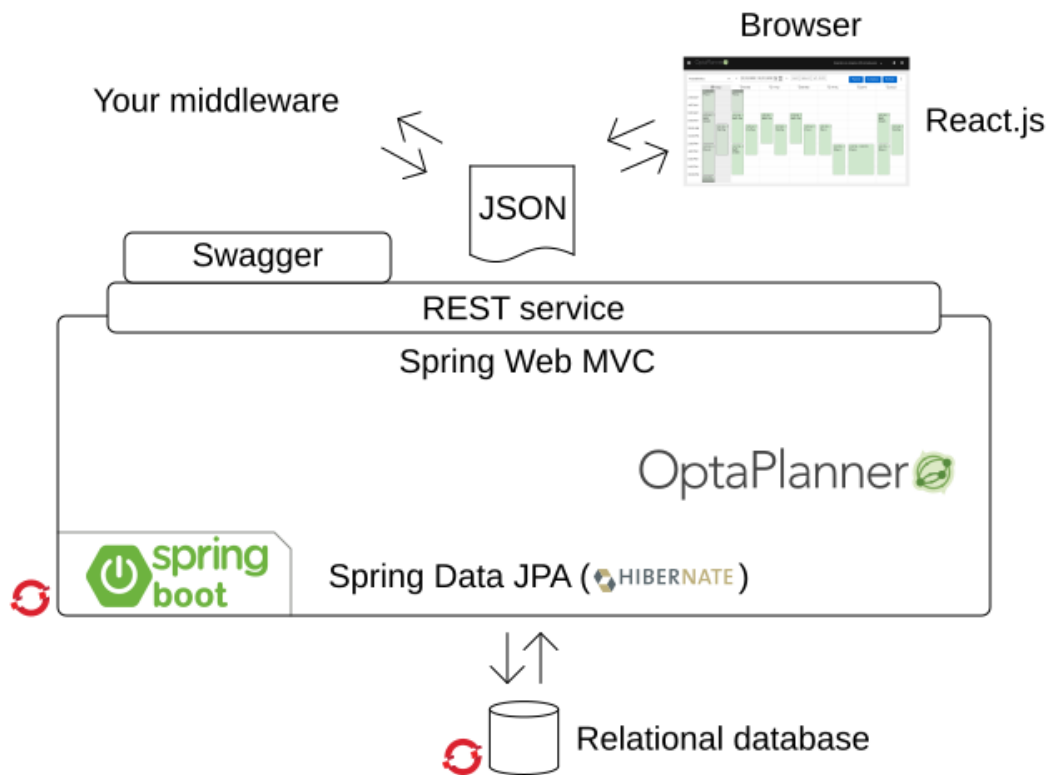 Browser
OptaPlanner
Your middleware
React.js
JSON
Swagger
REST service
Spring Web MVC
OptaPlanner
spring
boot
Spring Data JPA (HIBERNATE)
Relational database